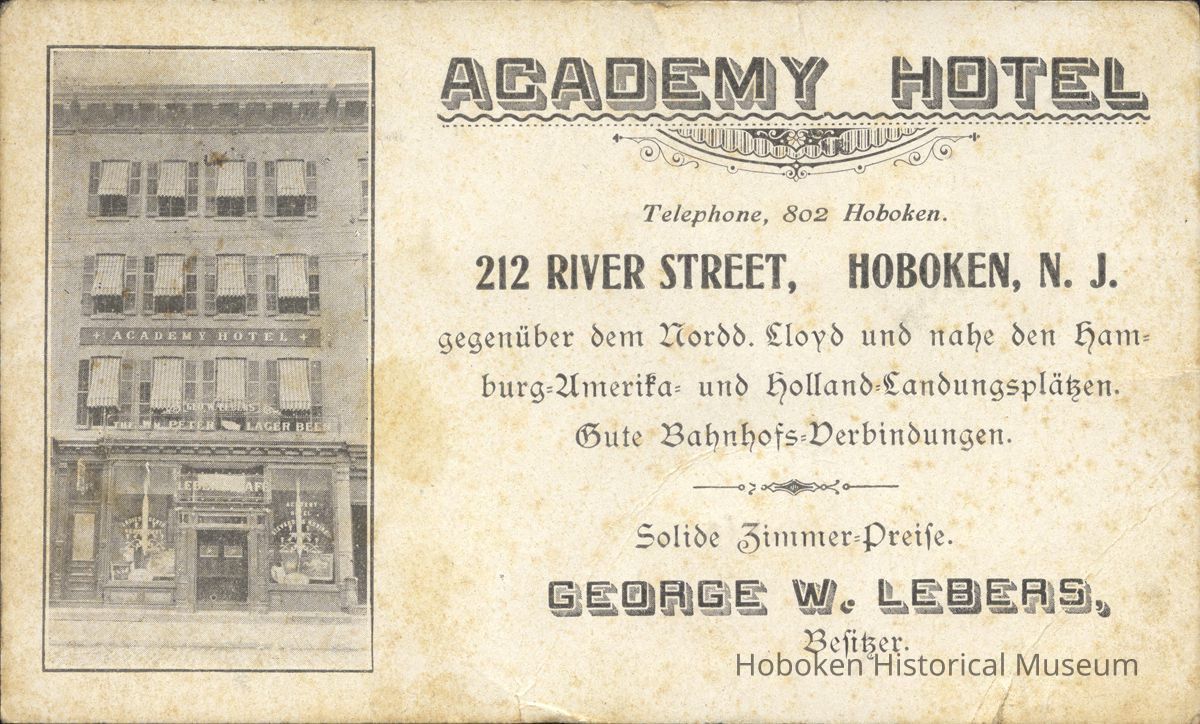 ACADEMY HOTEL
Telephone, 802 Hoboken.
212 RIVER STREET, HOBOKEN, N. J.
gegenüber dem Nordd. Lloyd und nahe den Ham-
burg-Amerika- und Holland-Landungsplätzen.
Gute Bahnhofs-Verbindungen.
Solide Zimmer-Preise.
GEORGE W. LEBERS,
Besitzer.
ACADEMY HOTEL
PETER LAGER BEER
Hoboken Historical Museum